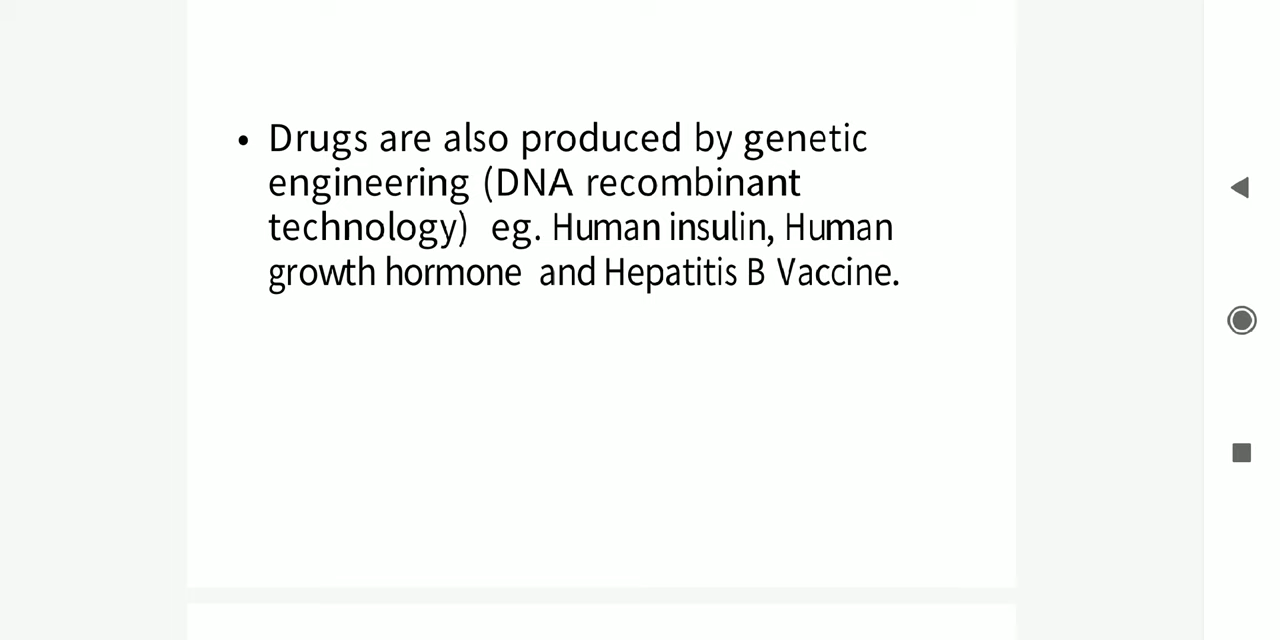 • Drugs are also produced by genetic
engineering (DNA recombinant
technology)  eg. Human insulin, Human
growth hormone  and Hepatitis B Vaccine.